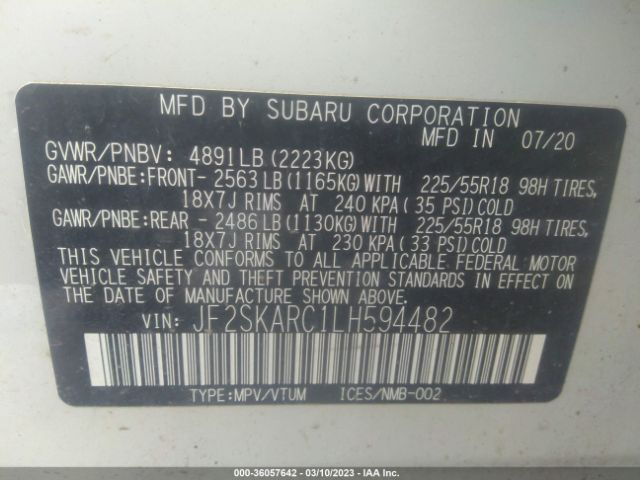 MFD BY SUBARU CORPORATION
MFD IN 07/20
GVWR/PNBV: 4891LB (2223KG)
GAWR/PNBE:FRONT- 2563 LB (1165KG) WITH 225/55R18 98H TIRES,
18X7J RIMS AT 240 KPA (35 PSI) COLD
GAWR/PNBE:REAR - 2486 LB (1130KG) WITH 225/55R18 98H TIRES,
18X7J RIMS AT 230 KPA (33 PSI) COLD
THIS VEHICLE CONFORMS TO ALL APPLICABLE FEDERAL MOTOR
VEHICLE SAFETY AND THEFT PREVENTION STANDARDS IN EFFECT ON
THE DATE OF MANUFACTURE SHOWN ABOVE.
VIN: JF2SKARC1LH594482
TYPE:MPV/VTUM ICES/NMB-002
000-36057642 / 03/10/2023 - IAA Inc.